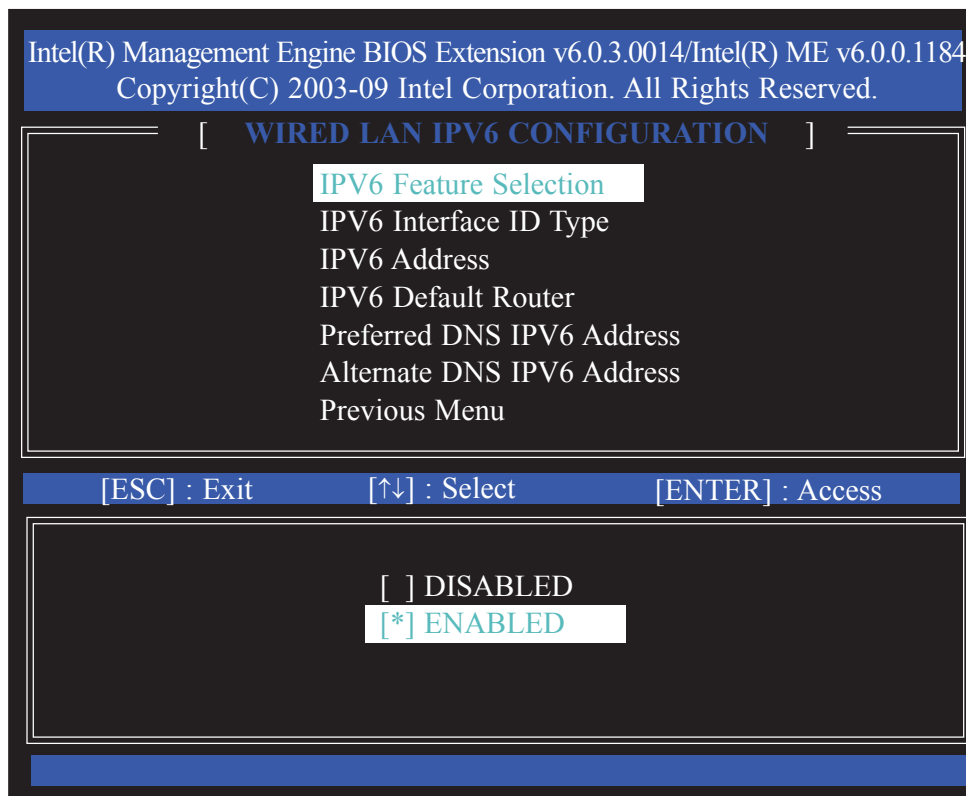 Intel(R) Management Engine BIOS Extension v6.0.3.0014/Intel(R) ME v6.0.0.1184
Copyright(C) 2003-09 Intel Corporation. All Rights Reserved.
[ WIRED LAN IPV6 CONFIGURATION ]
IPV6 Feature Selection
IPV6 Interface ID Type
IPV6 Address
IPV6 Default Router
Preferred DNS IPV6 Address
Alternate DNS IPV6 Address
Previous Menu
[ESC] : Exit [↑↓] : Select [ENTER] : Access
[ ] DISABLED
[*] ENABLED